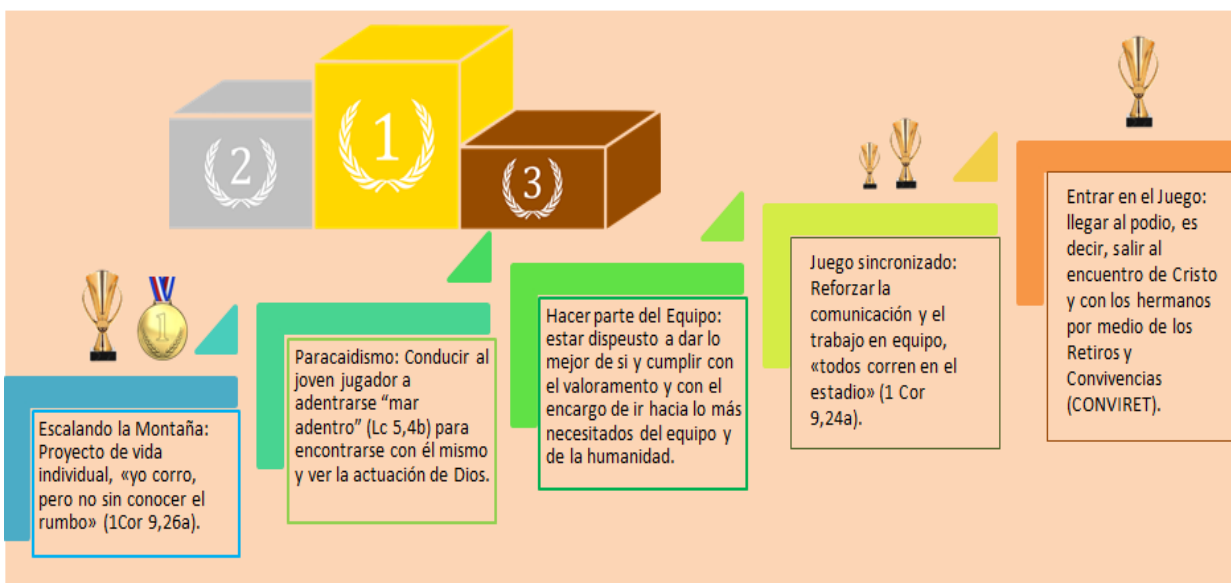 2
1
3
1
Escalando la Montaña:
Proyecto de vida
individual, «yo corro,
pero no sin conocer el
rumbo» (1Cor 9,26a).
Paracaidismo: Conducir al
joven jugador a
adentrarse “mar
adentro” (Lc 5,4b) para
encontrarse con él mismo
y ver la actuación de Dios.
Hacer parte del Equipo:
estar dispeusto a dar lo
mejor de si y cumplir con
el valoramento y con el
encargo de ir hacia lo más
necesitados del equipo y
de la humanidad.
Juego sincronizado:
Reforzar la
comunicación y el
trabajo en equipo,
«todos corren en el
estadio» (1 Cor
9,24a).
Entrar en el Juego:
llegar al podio, es
decir, salir al
encuentro de Cristo
y con los hermanos
por medio de los
Retiros y
Convivencias
(CONVIRET).